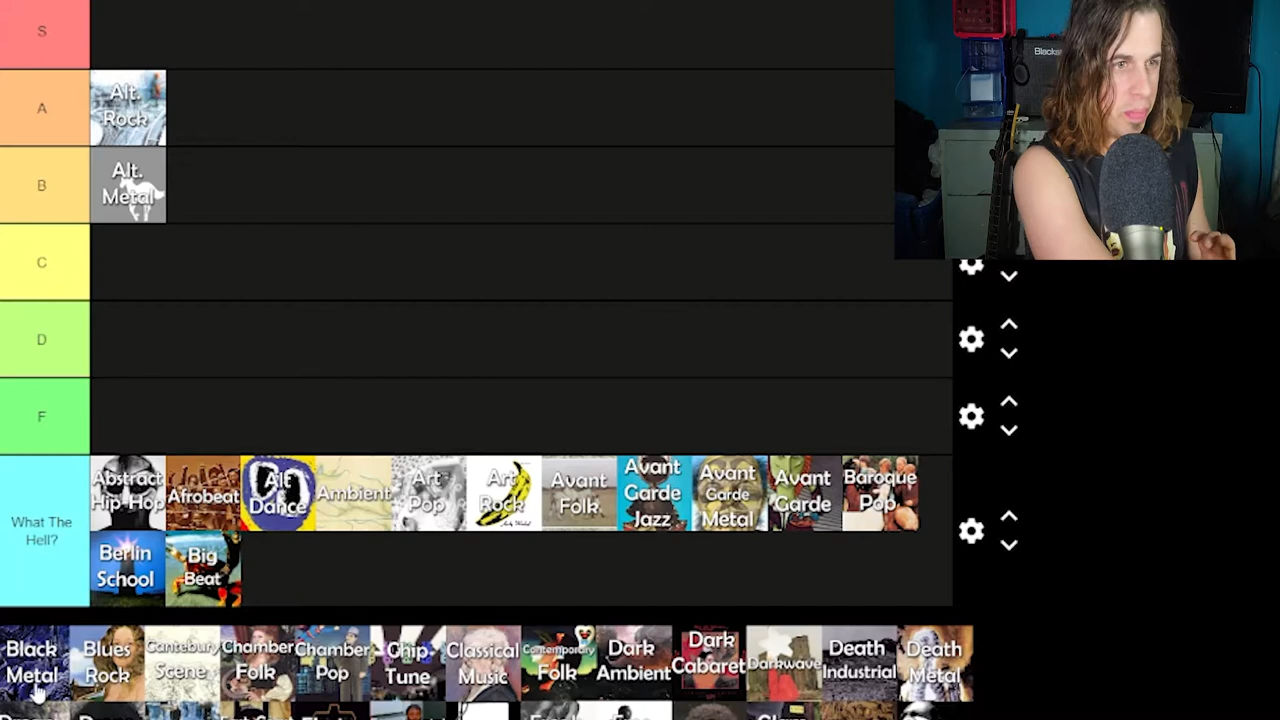 S
A
Alt.
Rock
B
Alt.
Metal
C
D
F
What The
Hell?
Abstract
Hip-Hop
Afrobeat
Alt
Dance
Ambient
Art
Pop
Art
Rock
Avant
Folk
Avant
Garde
Jazz
Avant
Garde
Metal
Avant
Garde
Baroque
Pop
Berlin
School
Big
Beat
Black
Metal
Blues
Rock
Cantebury
Scene
Chamber
Folk
Chamber
Pop
Chip
Tune
Classical
Music
Contemporary
Folk
Dark
Ambient
Dark
Cabaret
Darkwave
Death
Industrial
Death
Metal